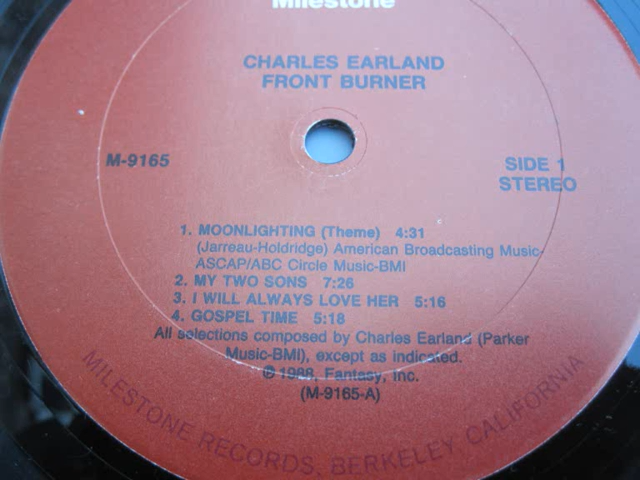 Milestone
CHARLES EARLAND
FRONT BURNER
M-9165
SIDE 1
STEREO
1. MOONLIGHTING (Theme) 4:31
(Jarreau-Holdridge) American Broadcasting Music-
ASCAP/ABC Circle Music-BMI
2. MY TWO SONS 7:26
3. I WILL ALWAYS LOVE HER 5:16
4. GOSPEL TIME 5:18
All selections composed by Charles Earland (Parker
Music-BMI), except as indicated.
℗ 1988, Fantasy, Inc.
(M-9165-A)
MILESTONE RECORDS, BERKELEY, CALIFORNIA